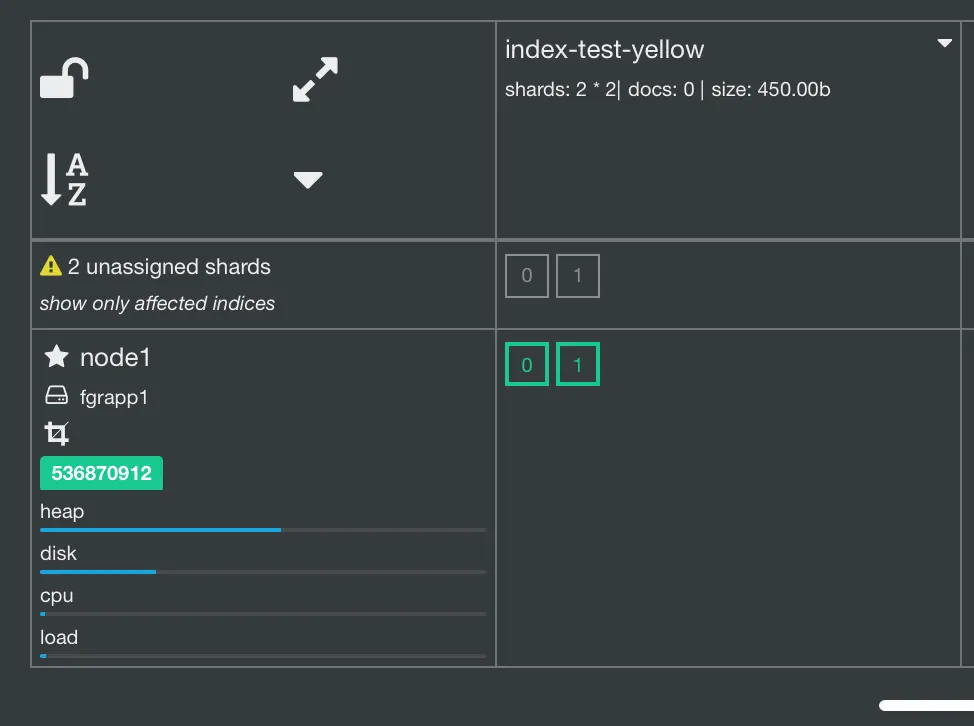 index-test-yellow
shards: 2 * 2| docs: 0 | size: 450.00b
A
Z
2 unassigned shards
show only affected indices
0 1
node1
fgrapp1
536870912
heap
disk
cpu
load
0 1